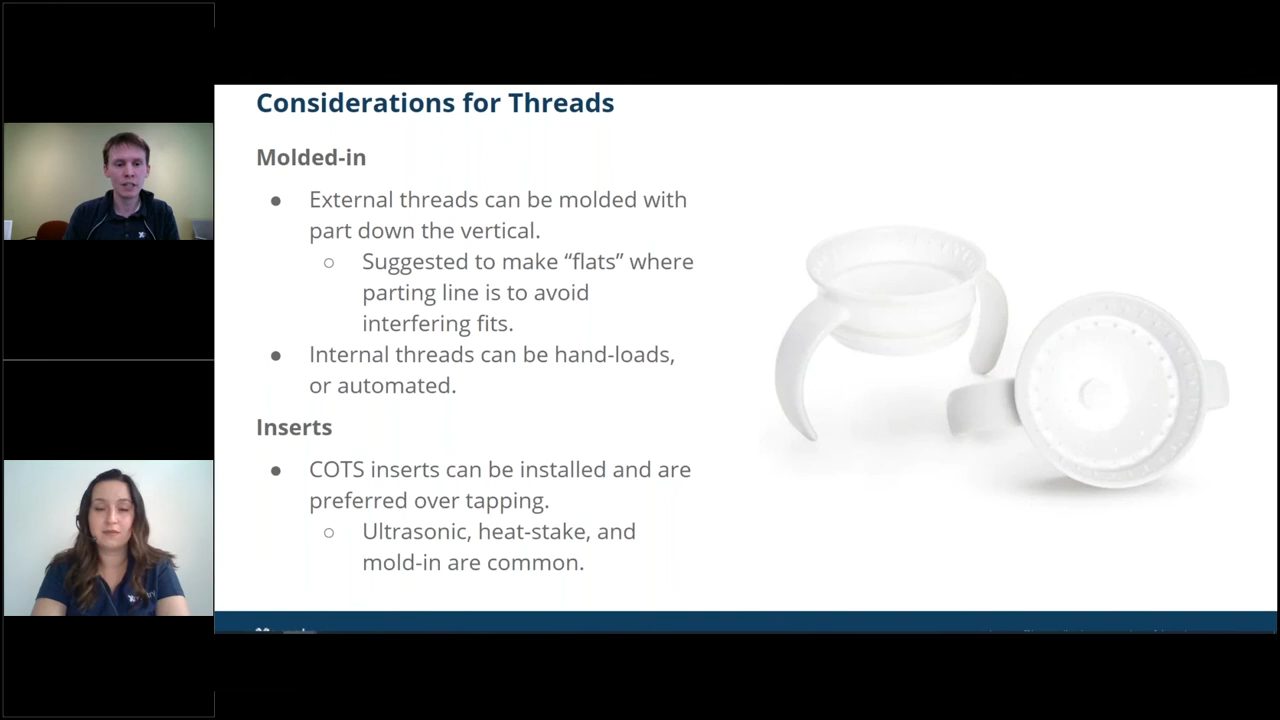 Considerations for Threads
Molded-in
● External threads can be molded with
part down the vertical.
○ Suggested to make “flats” where
parting line is to avoid
interfering fits.
● Internal threads can be hand-loads,
or automated.
Inserts
● COTS inserts can be installed and are
preferred over tapping.
○ Ultrasonic, heat-stake, and
mold-in are common.